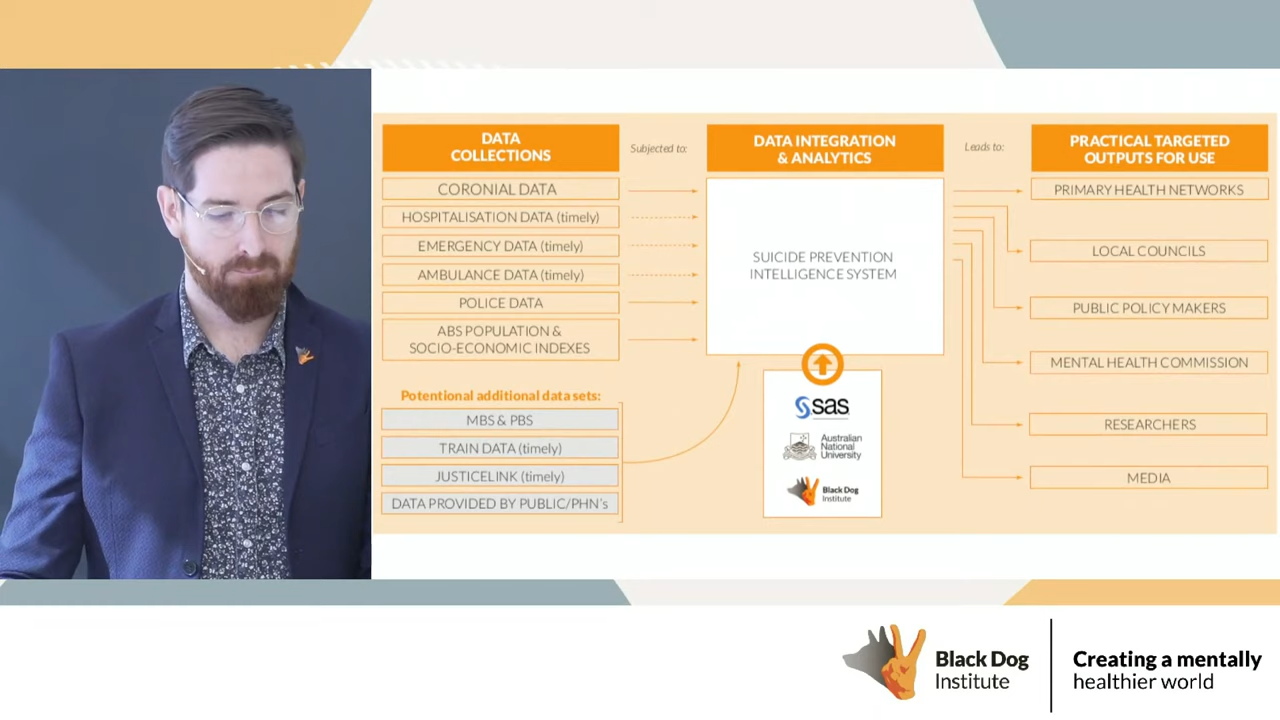 DATA
COLLECTIONS
Subjected to:
DATA INTEGRATION
& ANALYTICS
Leads to:
PRACTICAL TARGETED
OUTPUTS FOR USE
CORONIAL DATA
HOSPITALISATION DATA (timely)
EMERGENCY DATA (timely)
AMBULANCE DATA (timely)
POLICE DATA
ABS POPULATION &
SOCIO-ECONOMIC INDEXES
Potentional additional data sets:
MBS & PBS
TRAIN DATA (timely)
JUSTICELINK (timely)
DATA PROVIDED BY PUBLIC/PHN's
SUICIDE PREVENTION
INTELLIGENCE SYSTEM
sas
Australian
National
University
Black Dog
Institute
PRIMARY HEALTH NETWORKS
LOCAL COUNCILS
PUBLIC POLICY MAKERS
MENTAL HEALTH COMMISSION
RESEARCHERS
MEDIA
Black Dog
Institute
Creating a mentally
healthier world